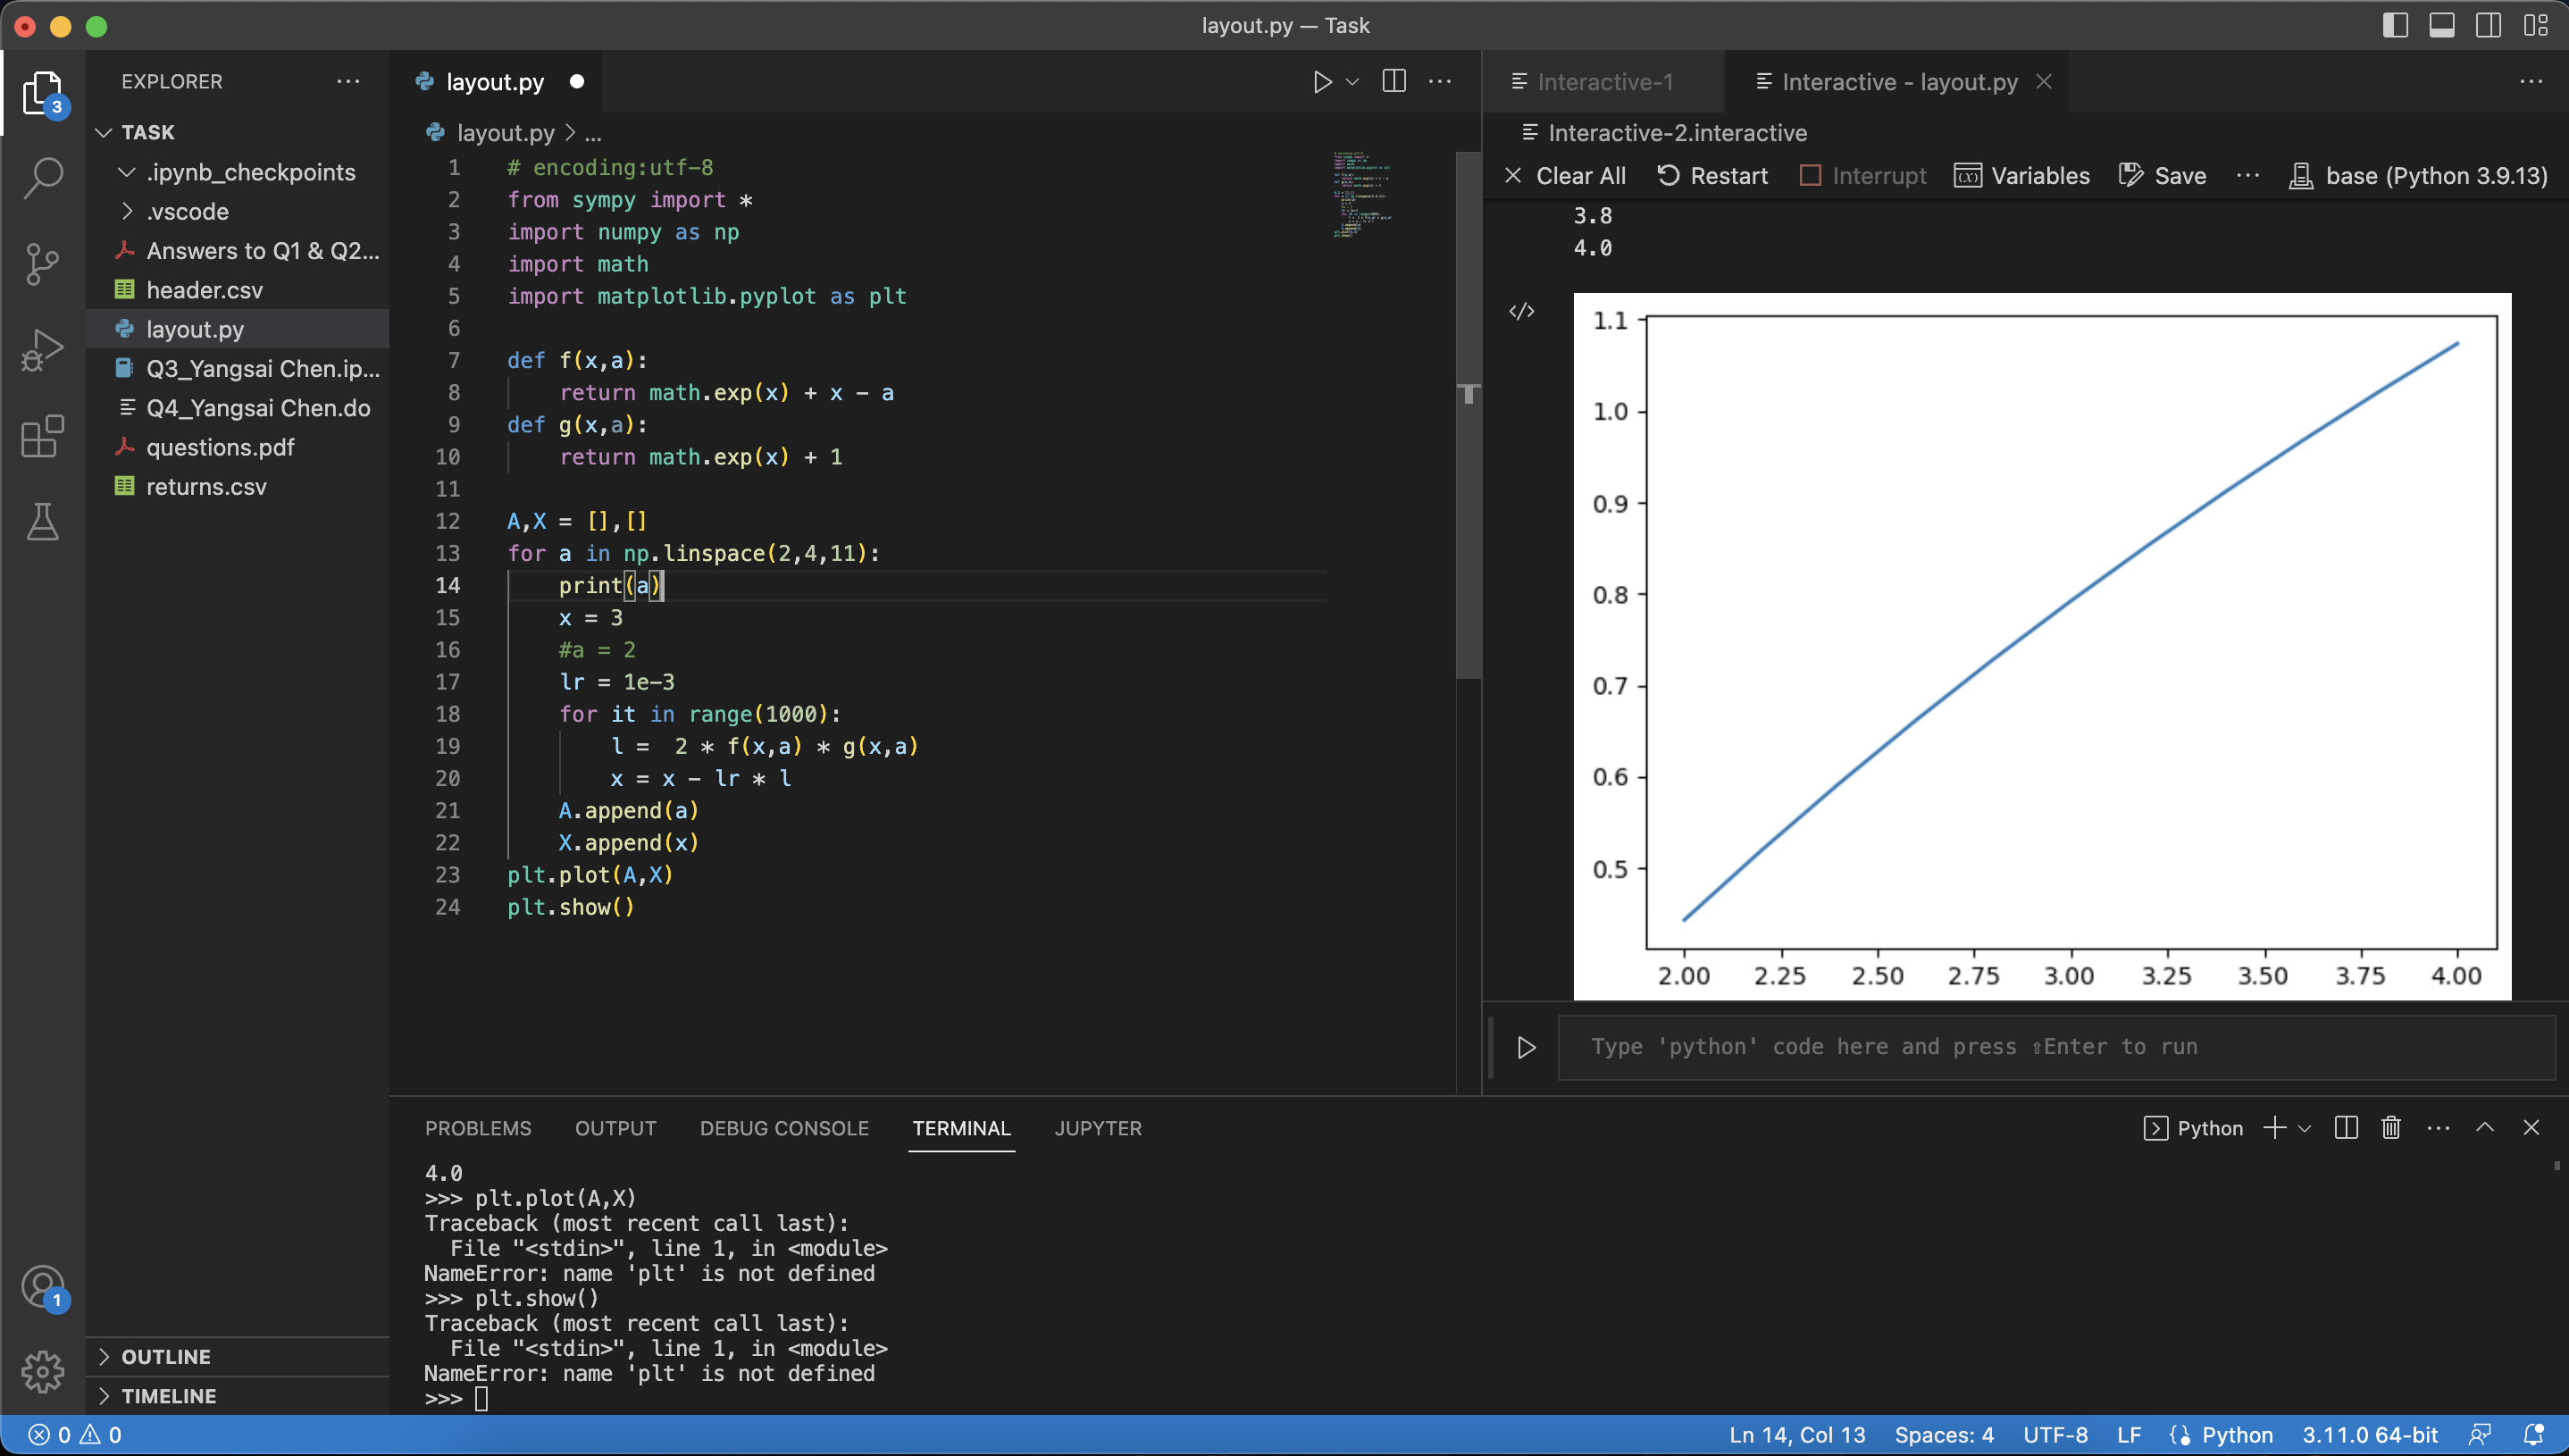 layout.py — Task
EXPLORER
TASK
.ipynb_checkpoints
.vscode
Answers to Q1 & Q2...
header.csv
layout.py
Q3_Yangsai Chen.ip...
Q4_Yangsai Chen.do
questions.pdf
returns.csv
OUTLINE
TIMELINE
3
1
layout.py
layout.py > ...
1 # encoding:utf-8
2 from sympy import *
3 import numpy as np
4 import math
5 import matplotlib.pyplot as plt
6
7 def f(x,a):
8 return math.exp(x) + x - a
9 def g(x,a):
10 return math.exp(x) + 1
11
12 A,X = [],[]
13 for a in np.linspace(2,4,11):
14 print(a)
15 x = 3
16 #a = 2
17 lr = 1e-3
18 for it in range(1000):
19 l =  2 * f(x,a) * g(x,a)
20 x = x - lr * l
21 A.append(a)
22 X.append(x)
23 plt.plot(A,X)
24 plt.show()
Interactive-1
Interactive - layout.py
Interactive-2.interactive
Clear All Restart Interrupt Variables Save ... base (Python 3.9.13)
3.8
4.0
1.1
1.0
0.9
0.8
0.7
0.6
0.5
2.00 2.25 2.50 2.75 3.00 3.25 3.50 3.75 4.00
Type 'python' code here and press ⇧Enter to run
PROBLEMS OUTPUT DEBUG CONSOLE TERMINAL JUPYTER
Python
4.0
>>> plt.plot(A,X)
Traceback (most recent call last):
  File "<stdin>", line 1, in <module>
NameError: name 'plt' is not defined
>>> plt.show()
Traceback (most recent call last):
  File "<stdin>", line 1, in <module>
NameError: name 'plt' is not defined
>>>
0 0
Ln 14, Col 13 Spaces: 4 UTF-8 LF Python 3.11.0 64-bit